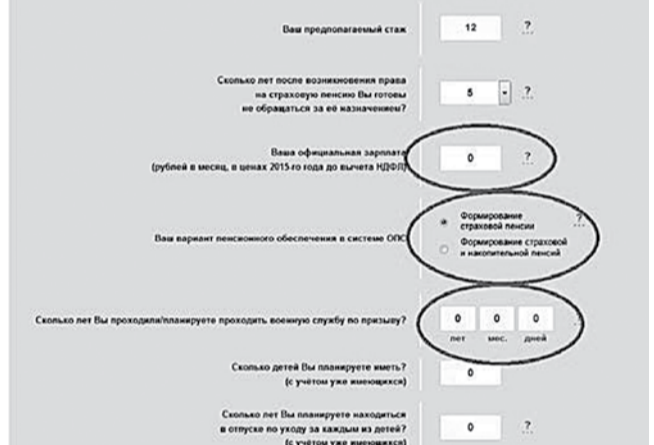 Ваш предполагаемый стаж 12 ?
Сколько лет после возникновения права
на страховую пенсию Вы готовы
не обращаться за её назначением?
5 ?
Ваша официальная зарплата
(рублей в месяц, в ценах 2015-го года до вычета НДФЛ)
0 ?
Ваш вариант пенсионного обеспечения в системе ОПС
Формирование
страховой пенсии
?
Формирование страховой
и накопительной пенсий
Сколько лет Вы проходили/планируете проходить военную службу по призыву?
0 0 0
лет мес. дней
Сколько детей Вы планируете иметь?
(с учётом уже имеющихся)
0
Сколько лет Вы планируете находиться
в отпуске по уходу за каждым из детей?
(с учётом уже имеющихся)
0 ?